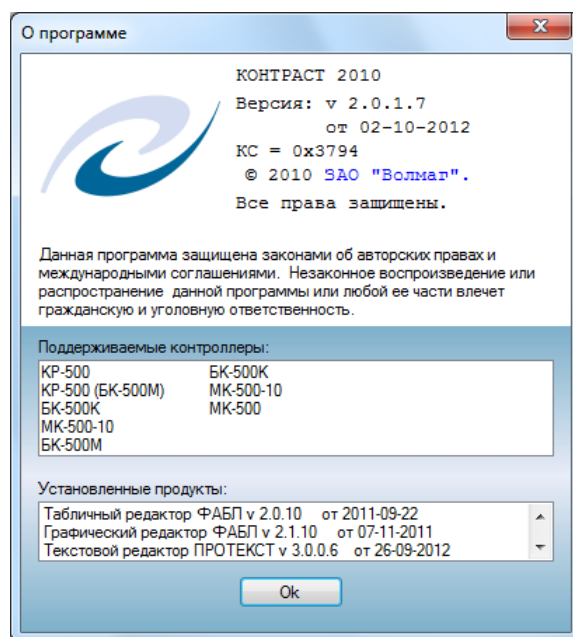 О программе
КОНТРАСТ 2010
Версия: v 2.0.1.7
от 02-10-2012
КС = 0x3794
© 2010 ЗАО "Волмаг".
Все права защищены.
Данная программа защищена законами об авторских правах и
международными соглашениями. Незаконное воспроизведение или
распространение данной программы или любой ее части влечет
гражданскую и уголовную ответственность.
Поддерживаемые контроллеры:
КР-500 БК-500К
КР-500 (БК-500М) МК-500-10
БК-500К МК-500
МК-500-10
БК-500М
Установленные продукты:
Табличный редактор ФАБЛ v 2.0.10 от 2011-09-22
Графический редактор ФАБЛ v 2.1.10 от 07-11-2011
Текстовой редактор ПРОТЕКСТ v 3.0.0.6 от 26-09-2012
Ok